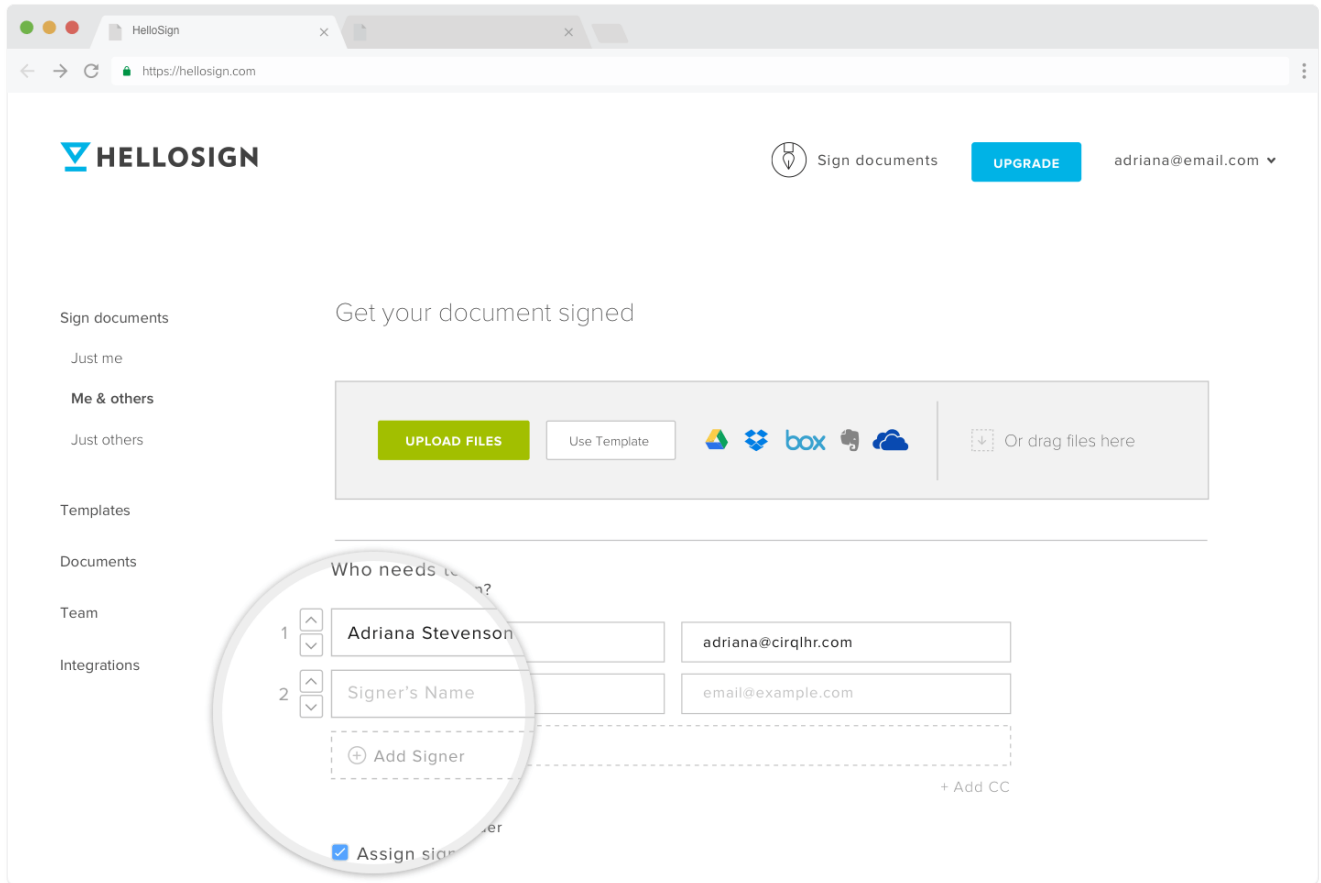 HelloSign
https://hellosign.com
HELLOSIGN
Sign documents
UPGRADE
adriana@email.com
Sign documents
Just me
Me & others
Just others
Templates
Documents
Team
Integrations
Get your document signed
UPLOAD FILES
Use Template
box
Or drag files here
Who needs
1
Adriana Stevenson
adriana@cirqlhr.com
2
Signer's Name
email@example.com
Add Signer
+ Add CC
Assign